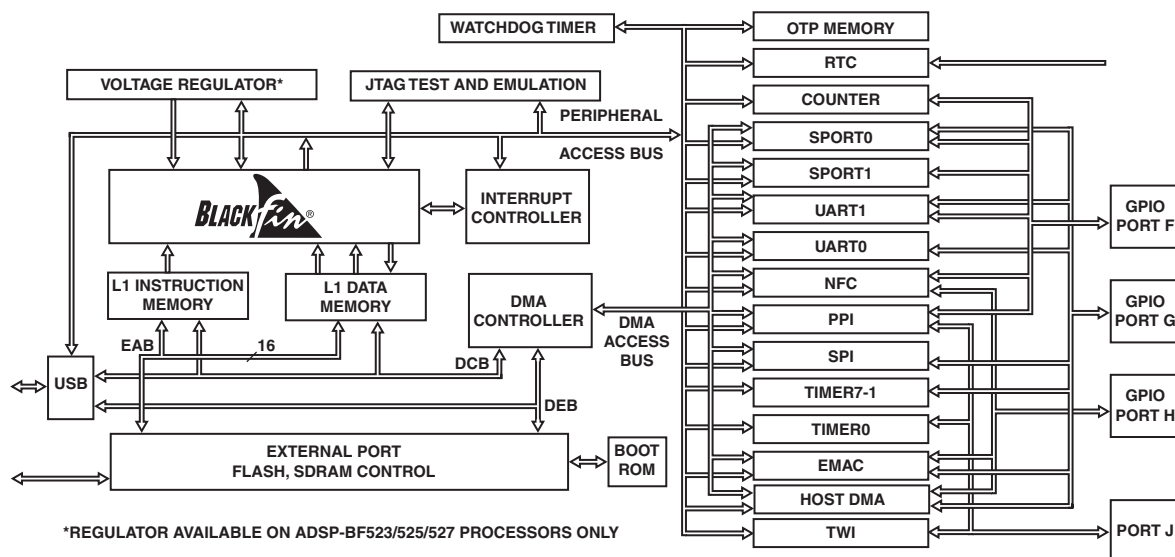 WATCHDOG TIMER
OTP MEMORY
RTC
VOLTAGE REGULATOR*
JTAG TEST AND EMULATION
COUNTER
PERIPHERAL
ACCESS BUS
SPORT0
SPORT1
BLACKfin®
INTERRUPT
CONTROLLER
UART1
GPIO
PORT F
UART0
L1 INSTRUCTION
MEMORY
L1 DATA
MEMORY
DMA
CONTROLLER
NFC
DMA
ACCESS
BUS
PPI
GPIO
PORT G
EAB
16
DCB
SPI
USB
TIMER7-1
DEB
GPIO
PORT H
TIMER0
EXTERNAL PORT
FLASH, SDRAM CONTROL
BOOT
ROM
EMAC
HOST DMA
TWI
PORT J
*REGULATOR AVAILABLE ON ADSP-BF523/525/527 PROCESSORS ONLY